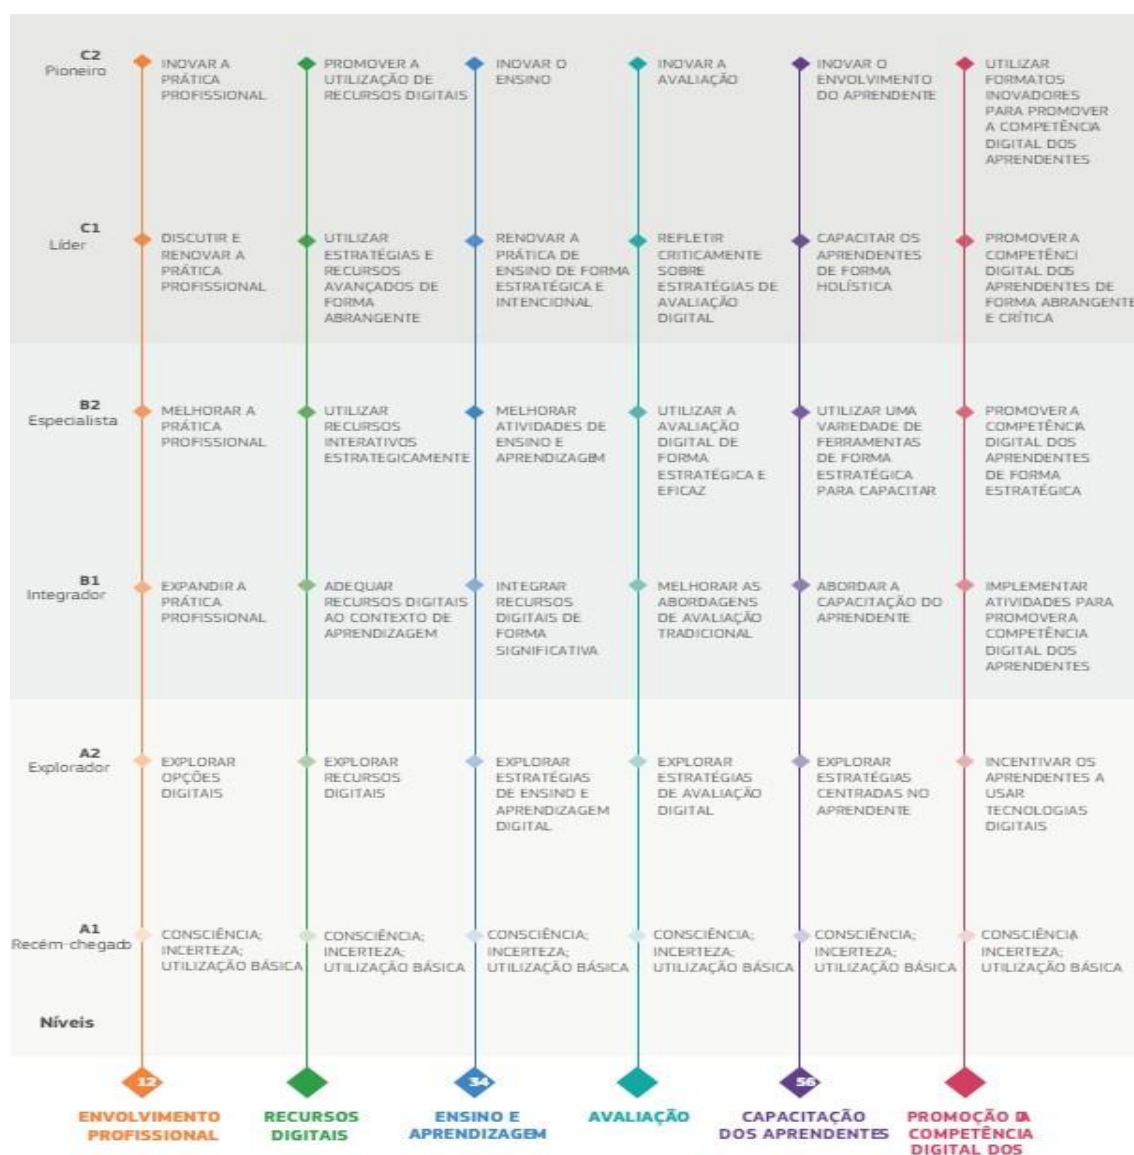 C2
Pioneiro
INOVAR A
PRÁTICA
PROFISSIONAL
PROMOVER A
UTILIZAÇÃO DE
RECURSOS DIGITAIS
INOVAR O
ENSINO
INOVAR A
AVALIAÇÃO
INOVAR O
ENVOLVIMENTO
DO APRENDENTE
UTILIZAR
FORMATOS
INOVADORES
PARA PROMOVER
A COMPETÊNCIA
DIGITAL DOS
APRENDENTES
C1
Líder
DISCUTIR E
RENOVAR A
PRÁTICA
PROFISSIONAL
UTILIZAR
ESTRATÉGIAS E
RECURSOS
AVANÇADOS DE
FORMA
ABRANGENTE
RENOVAR A
PRÁTICA DE
ENSINO DE FORMA
ESTRATÉGICA E
INTENCIONAL
REFLETIR
CRITICAMENTE
SOBRE
ESTRATÉGIAS DE
AVALIAÇÃO
DIGITAL
CAPACITAR OS
APRENDENTES
DE FORMA
HOLÍSTICA
PROMOVER A
COMPETÊNCI
DIGITAL DOS
APRENDENTES DE
FORMA ABRANGENTE
E CRÍTICA
B2
Especialista
MELHORAR A
PRÁTICA
PROFISSIONAL
UTILIZAR
RECURSOS
INTERATIVOS
ESTRATEGICAMENTE
MELHORAR
ATIVIDADES DE
ENSINO E
APRENDIZAGEM
UTILIZAR A
AVALIAÇÃO
DIGITAL DE
FORMA
ESTRATÉGICA E
EFICAZ
UTILIZAR UMA
VARIEDADE DE
FERRAMENTAS
DE FORMA
ESTRATÉGICA
PARA CAPACITAR
PROMOVER A
COMPETÊNCIA
DIGITAL DOS
APRENDENTES
DE FORMA
ESTRATÉGICA
B1
Integrador
EXPANDIR A
PRÁTICA
PROFISSIONAL
ADEQUAR
RECURSOS DIGITAIS
AO CONTEXTO DE
APRENDIZAGEM
INTEGRAR
RECURSOS
DIGITAIS DE
FORMA
SIGNIFICATIVA
MELHORAR AS
ABORDAGENS
DE AVALIAÇÃO
TRADICIONAL
ABORDAR A
CAPACITAÇÃO DO
APRENDENTE
IMPLEMENTAR
ATIVIDADES PARA
PROMOVER A
COMPETÊNCIA
DIGITAL DOS
APRENDENTES
A2
Explorador
EXPLORAR
OPÇÕES
DIGITAIS
EXPLORAR
RECURSOS
DIGITAIS
EXPLORAR
ESTRATÉGIAS
DE ENSINO E
APRENDIZAGEM
DIGITAL
EXPLORAR
ESTRATÉGIAS
DE AVALIAÇÃO
DIGITAL
EXPLORAR
ESTRATÉGIAS
CENTRADAS NO
APRENDENTE
INCENTIVAR OS
APRENDENTES A
USAR
TECNOLOGIAS
DIGITAIS
A1
Recém-chegado
CONSCIÊNCIA;
INCERTEZA;
UTILIZAÇÃO BÁSICA
CONSCIÊNCIA;
INCERTEZA;
UTILIZAÇÃO BÁSICA
CONSCIÊNCIA;
INCERTEZA;
UTILIZAÇÃO BÁSICA
CONSCIÊNCIA;
INCERTEZA;
UTILIZAÇÃO BÁSICA
CONSCIÊNCIA;
INCERTEZA;
UTILIZAÇÃO BÁSICA
CONSCIÊNCIA;
INCERTEZA;
UTILIZAÇÃO BÁSICA
Níveis
12
34
56
ENVOLVIMENTO
PROFISSIONAL
RECURSOS
DIGITAIS
ENSINO E
APRENDIZAGEM
AVALIAÇÃO
CAPACITAÇÃO
DOS APRENDENTES
PROMOÇÃO DA
COMPETÊNCIA
DIGITAL DOS